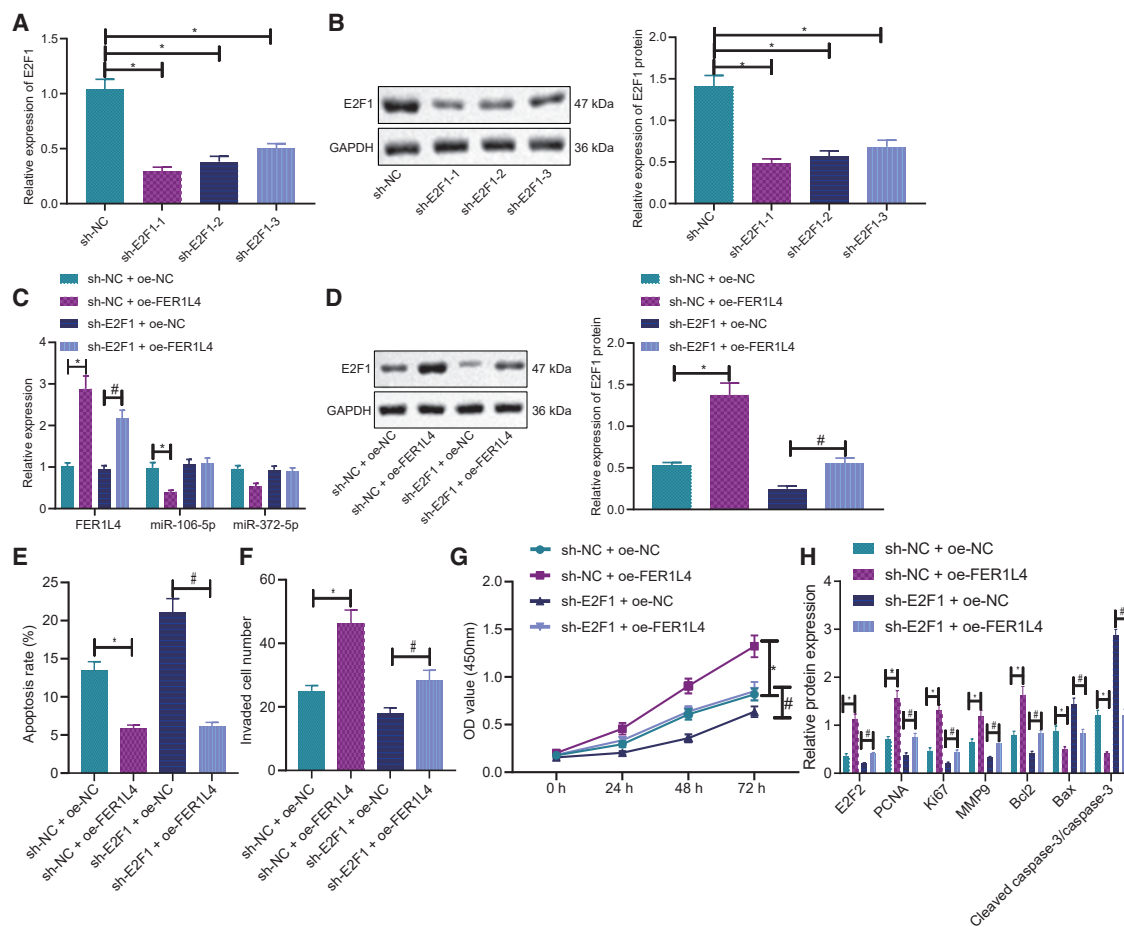 A
Relative expression of E2F1
1.5
1.0
0.5
0.0
*
*
*
sh-NC
sh-E2F1-1
sh-E2F1-2
sh-E2F1-3
B
E2F1
47 kDa
GAPDH
36 kDa
sh-NC
sh-E2F1-1
sh-E2F1-2
sh-E2F1-3
Relative expression of E2F1 protein
2.0
1.5
1.0
0.5
0.0
*
*
*
sh-NC
sh-E2F1-1
sh-E2F1-2
sh-E2F1-3
C
sh-NC + oe-NC
sh-NC + oe-FER1L4
sh-E2F1 + oe-NC
sh-E2F1 + oe-FER1L4
Relative expression
4
3
2
1
0
*
#
*
FER1L4
miR-106-5p
miR-372-5p
D
E2F1
47 kDa
GAPDH
36 kDa
sh-NC + oe-NC
sh-NC + oe-FER1L4
sh-E2F1 + oe-NC
sh-E2F1 + oe-FER1L4
sh-NC + oe-NC
sh-NC + oe-FER1L4
sh-E2F1 + oe-NC
sh-E2F1 + oe-FER1L4
Relative expression of E2F1 protein
2.0
1.5
1.0
0.5
0.0
*
#
E
Apoptosis rate (%)
25
20
15
10
5
0
*
#
sh-NC + oe-NC
sh-NC + oe-FER1L4
sh-E2F1 + oe-NC
sh-E2F1 + oe-FER1L4
F
Invaded cell number
60
40
20
0
*
#
sh-NC + oe-NC
sh-NC + oe-FER1L4
sh-E2F1 + oe-NC
sh-E2F1 + oe-FER1L4
G
sh-NC + oe-NC
sh-NC + oe-FER1L4
sh-E2F1 + oe-NC
sh-E2F1 + oe-FER1L4
OD value (450nm)
2.0
1.5
1.0
0.5
0.0
*
#
0 h
24 h
48 h
72 h
H
sh-NC + oe-NC
sh-NC + oe-FER1L4
sh-E2F1 + oe-NC
sh-E2F1 + oe-FER1L4
Relative protein expression
3
2
1
0
*
#
*
#
*
#
*
#
*
#
*
#
*
#
E2F2
PCNA
Ki67
MMP9
Bcl2
Bax
Cleaved caspase-3/caspase-3